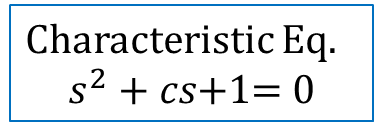 Characteristic Eq.
s² + cs+1= 0